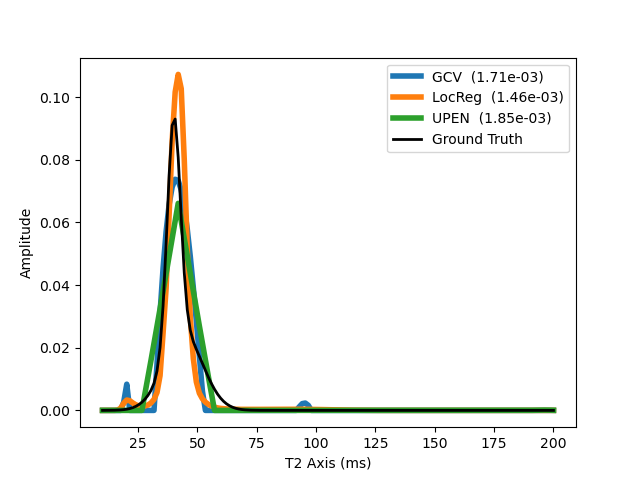 GCV (1.71e-03)
LocReg (1.46e-03)
UPEN (1.85e-03)
Ground Truth
0.10
0.08
0.06
0.04
0.02
0.00
Amplitude
25 50 75 100 125 150 175 200
T2 Axis (ms)